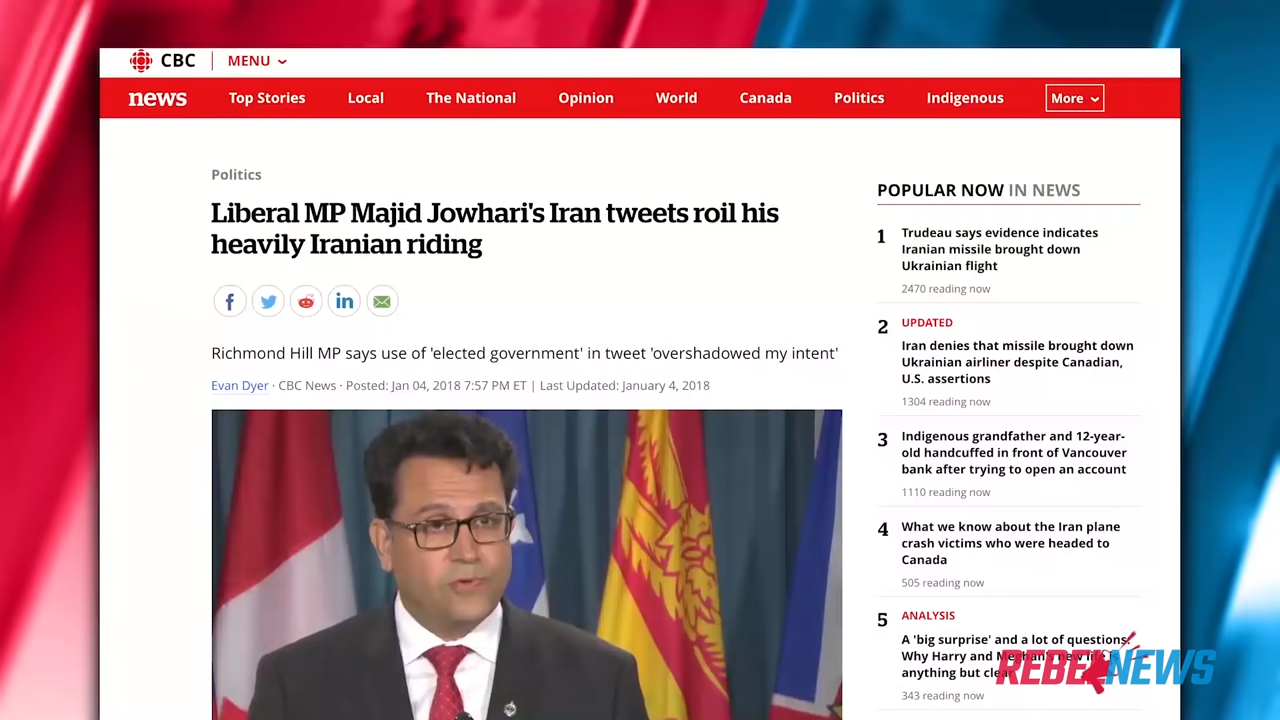 CBC
MENU
news
Top Stories
Local
The National
Opinion
World
Canada
Politics
Indigenous
More
Politics
Liberal MP Majid Jowhari's Iran tweets roil his
heavily Iranian riding
Richmond Hill MP says use of 'elected government' in tweet 'overshadowed my intent'
Evan Dyer · CBC News · Posted: Jan 04, 2018 7:57 PM ET | Last Updated: January 4, 2018
POPULAR NOW IN NEWS
1
Trudeau says evidence indicates
Iranian missile brought down
Ukrainian flight
2470 reading now
2
UPDATED
Iran denies that missile brought down
Ukrainian airliner despite Canadian,
U.S. assertions
1304 reading now
3
Indigenous grandfather and 12-year-
old handcuffed in front of Vancouver
bank after trying to open an account
1110 reading now
4
What we know about the Iran plane
crash victims who were headed to
Canada
505 reading now
5
ANALYSIS
A 'big surprise' and a lot of questions:
Why Harry and Meghan's new life is
anything but clear
343 reading now
REBEL NEWS